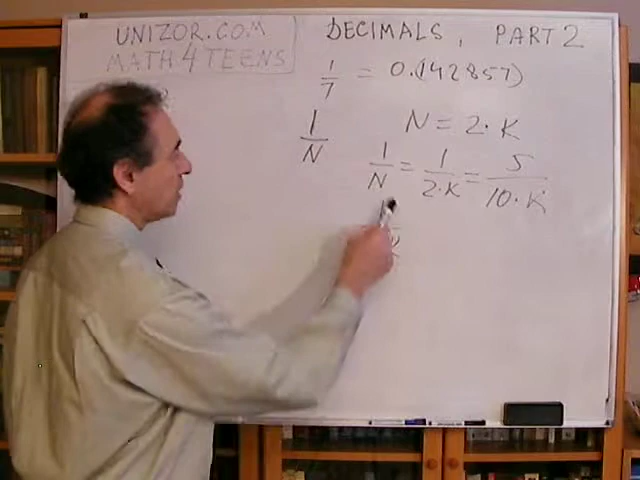 UNIZOR.COM
MATH 4 TEENS
DECIMALS, PART 2
1/7 = 0.(142857)
1/N
N = 2·K
1/N = 1/2·K = 5/10·K